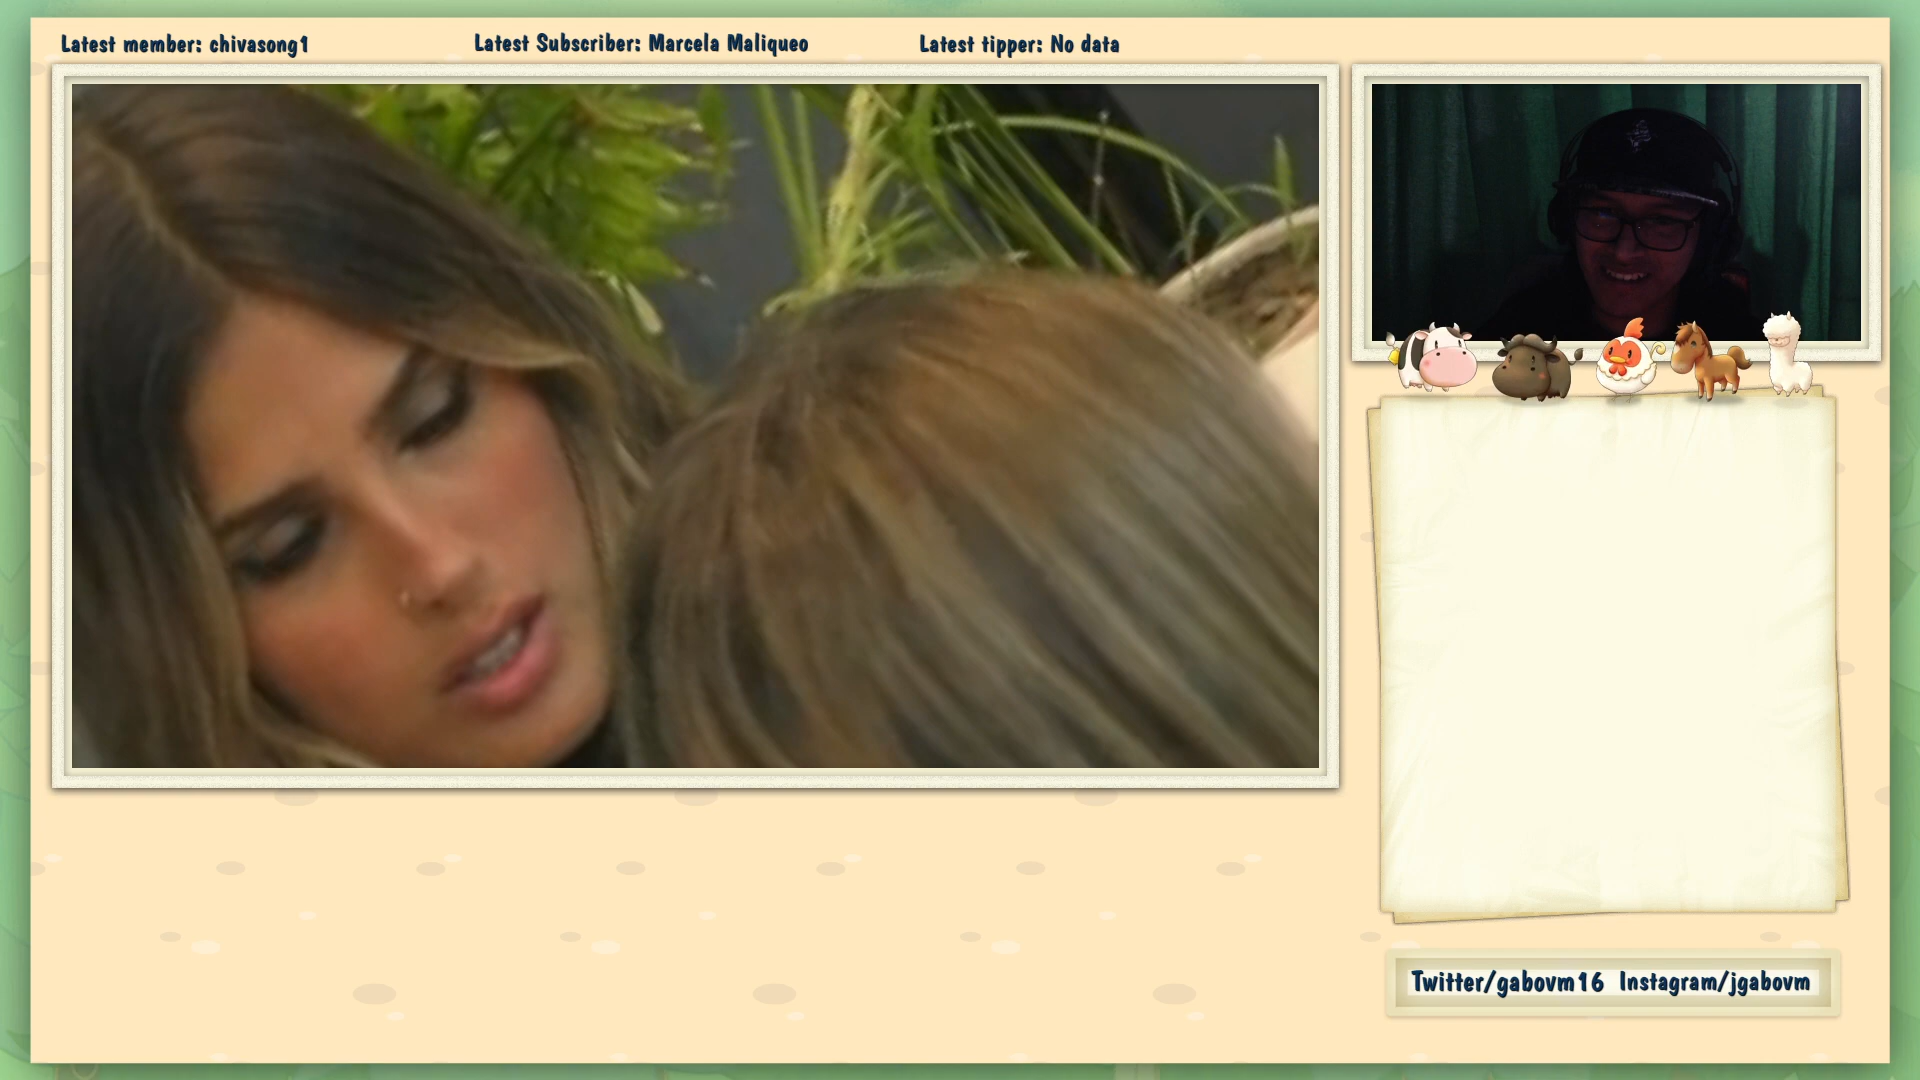 Latest member: chivasong1
Latest Subscriber: Marcela Maliqueo
Latest tipper: No data
Twitter/gabovm16 Instagram/jgabovm